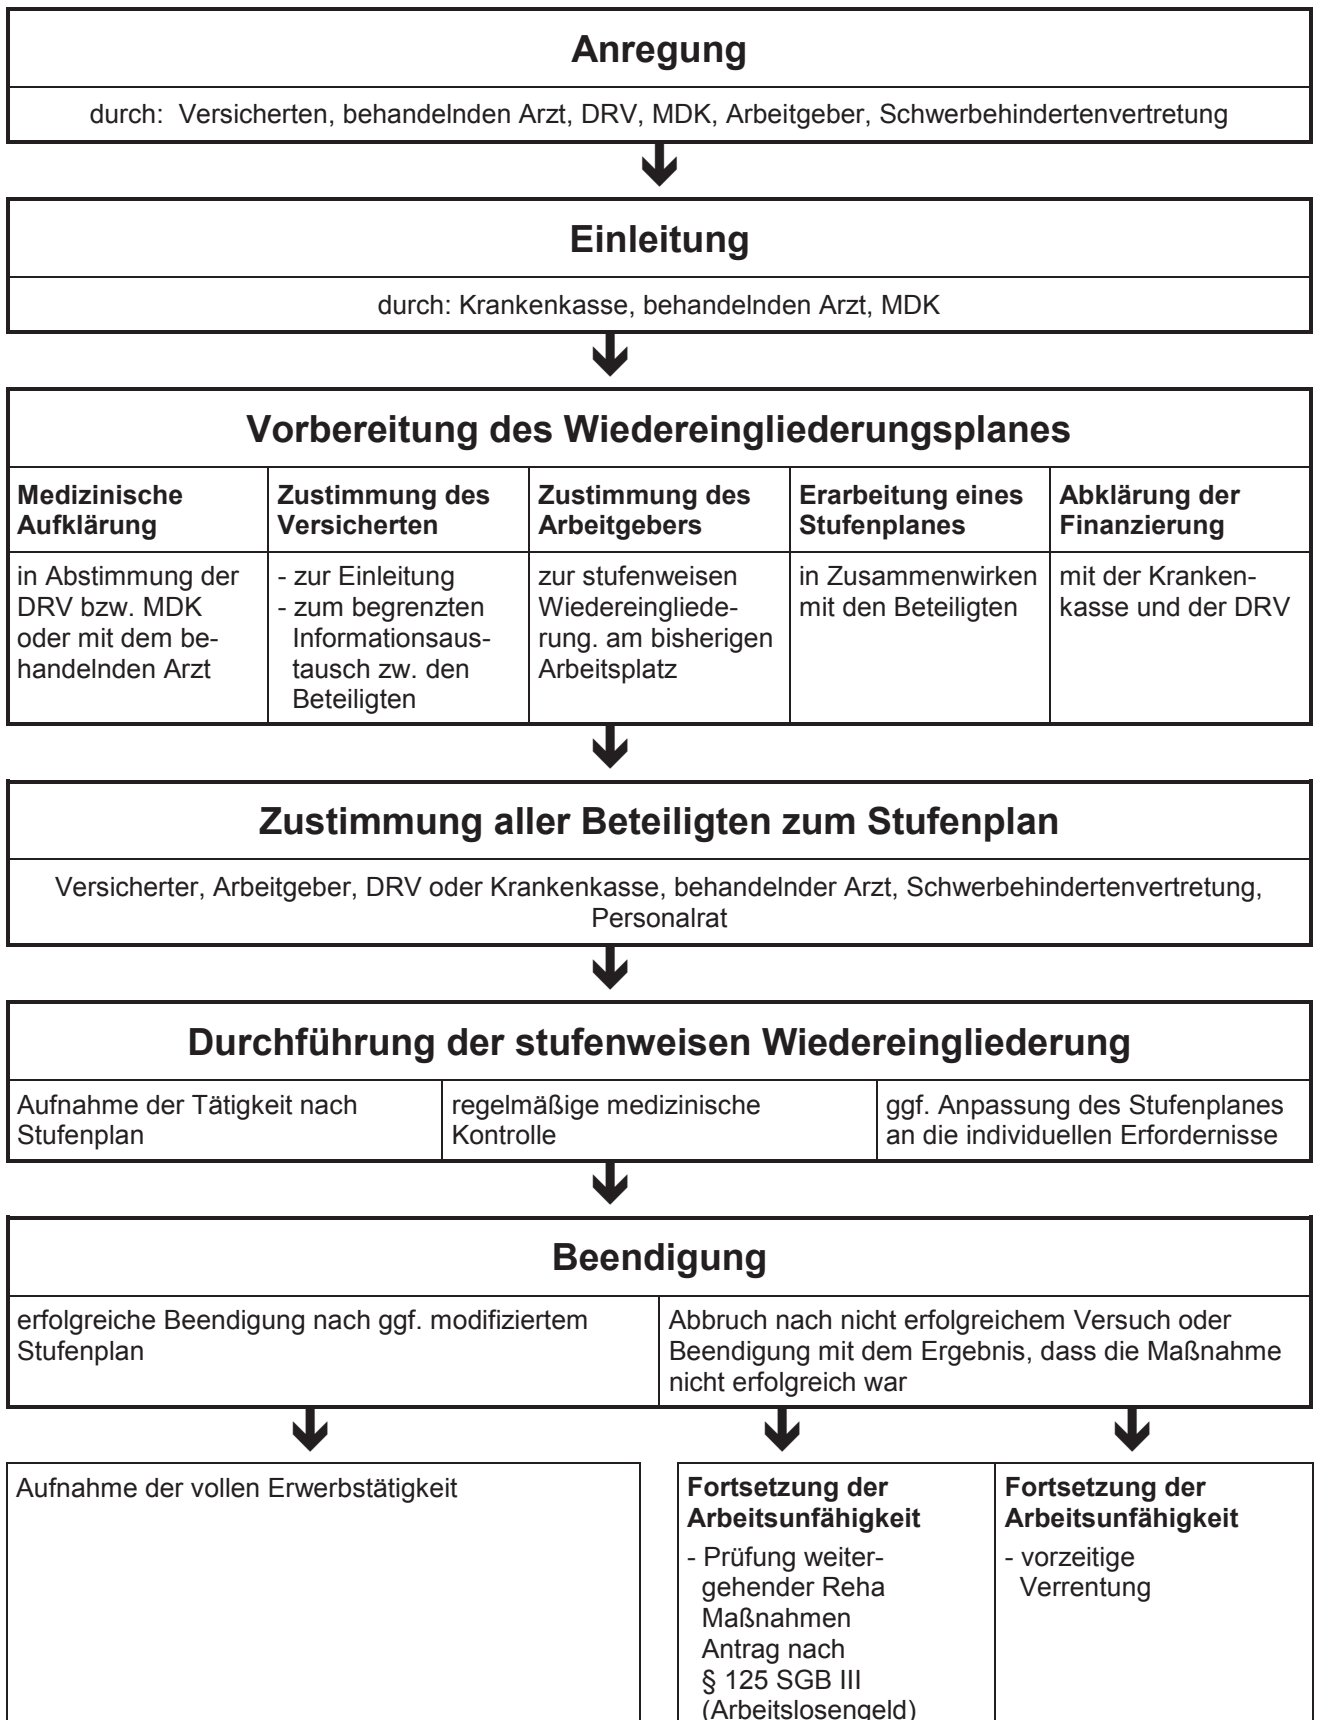 Anregung
durch: Versicherten, behandelnden Arzt, DRV, MDK, Arbeitgeber, Schwerbehindertenvertretung
Einleitung
durch: Krankenkasse, behandelnden Arzt, MDK
Vorbereitung des Wiedereingliederungsplanes
Medizinische
Aufklärung
in Abstimmung der
DRV bzw. MDK
oder mit dem be-
handelnden Arzt
Zustimmung des
Versicherten
- zur Einleitung
- zum begrenzten
Informationsaus-
tausch zw. den
Beteiligten
Zustimmung des
Arbeitgebers
zur stufenweisen
Wiedereingliede-
rung. am bisherigen
Arbeitsplatz
Erarbeitung eines
Stufenplanes
in Zusammenwirken
mit den Beteiligten
Abklärung der
Finanzierung
mit der Kranken-
kasse und der DRV
Zustimmung aller Beteiligten zum Stufenplan
Versicherter, Arbeitgeber, DRV oder Krankenkasse, behandelnder Arzt, Schwerbehindertenvertretung,
Personalrat
Durchführung der stufenweisen Wiedereingliederung
Aufnahme der Tätigkeit nach
Stufenplan
regelmäßige medizinische
Kontrolle
ggf. Anpassung des Stufenplanes
an die individuellen Erfordernisse
Beendigung
erfolgreiche Beendigung nach ggf. modifiziertem
Stufenplan
Abbruch nach nicht erfolgreichem Versuch oder
Beendigung mit dem Ergebnis, dass die Maßnahme
nicht erfolgreich war
Aufnahme der vollen Erwerbstätigkeit
Fortsetzung der
Arbeitsunfähigkeit
- Prüfung weiter-
gehender Reha
Maßnahmen
Antrag nach
§ 125 SGB III
(Arbeitslosengeld)
Fortsetzung der
Arbeitsunfähigkeit
- vorzeitige
Verrentung